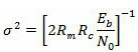 σ² = [2R_m R_c E_b/N_0]⁻¹